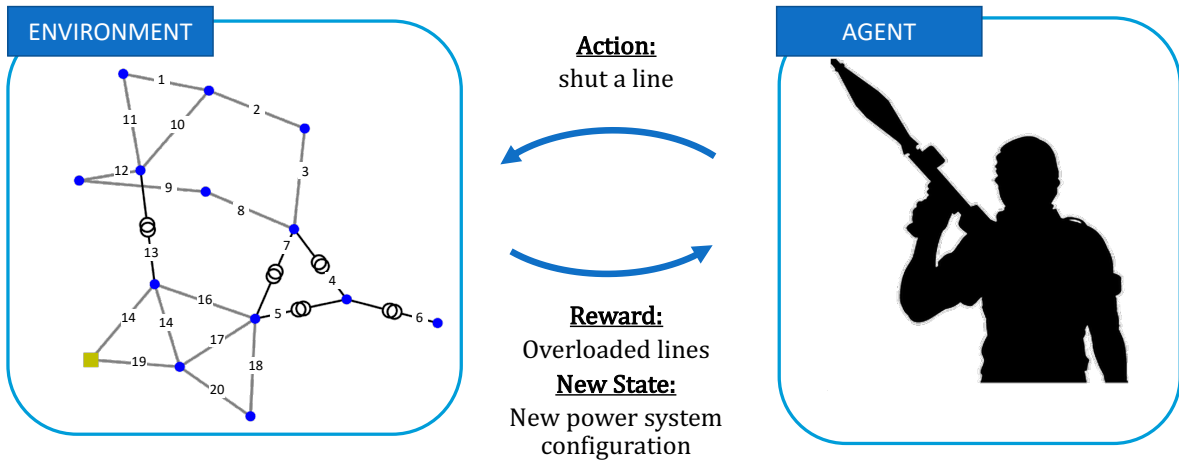 ENVIRONMENT
AGENT
Action:
shut a line
Reward:
Overloaded lines
New State:
New power system
configuration
1
2
11
10
3
12
9
8
7
13
4
16
5
6
14
14
17
19
18
20